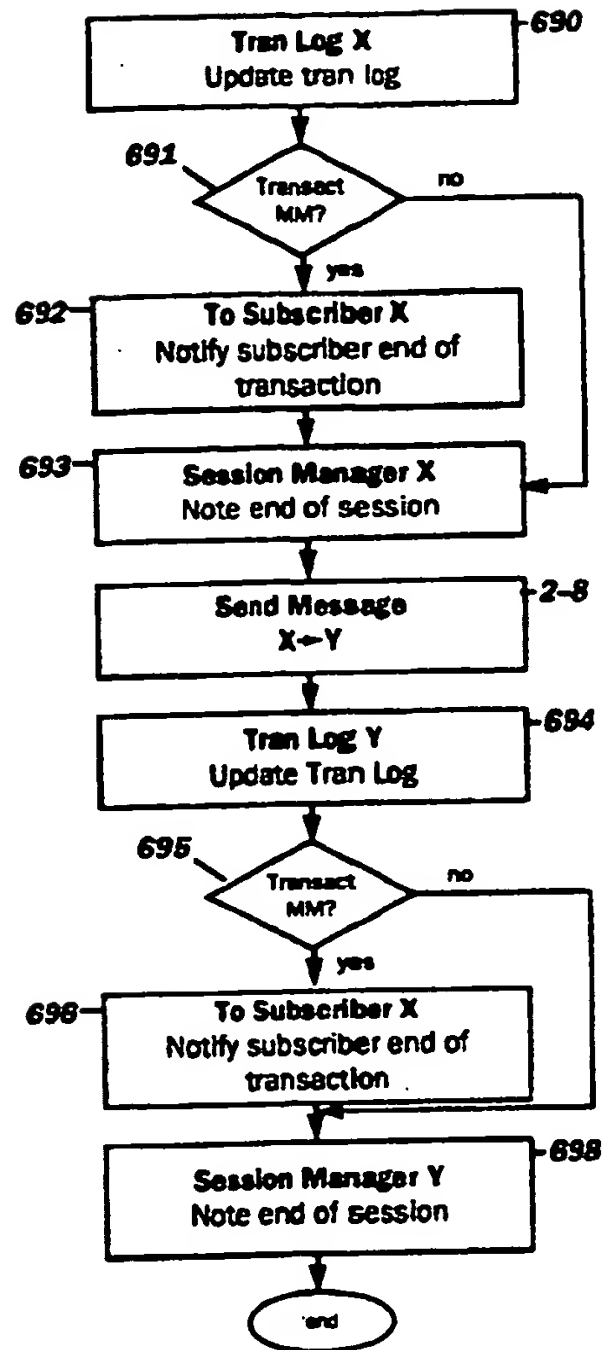 690
Tran Log X
Update tran log
691
Transact
MM?
no
yes
692
To Subscriber X
Notify subscriber end of
transaction
693
Session Manager X
Note end of session
Send Message
X→Y
2-8
694
Tran Log Y
Update Tran Log
695
Transact
MM?
no
yes
696
To Subscriber X
Notify subscriber end of
transaction
698
Session Manager Y
Note end of session
end